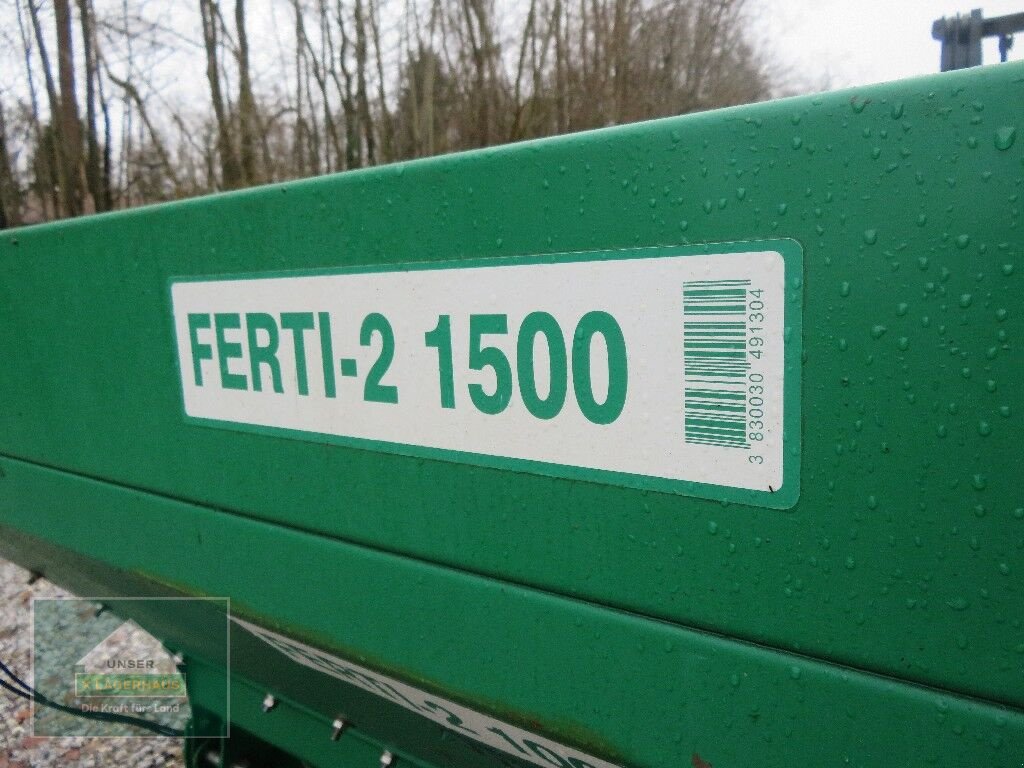 FERTI-2 1500
3 830030 491304
UNSER
LAGERHAUS
Die Kraft fürs Land